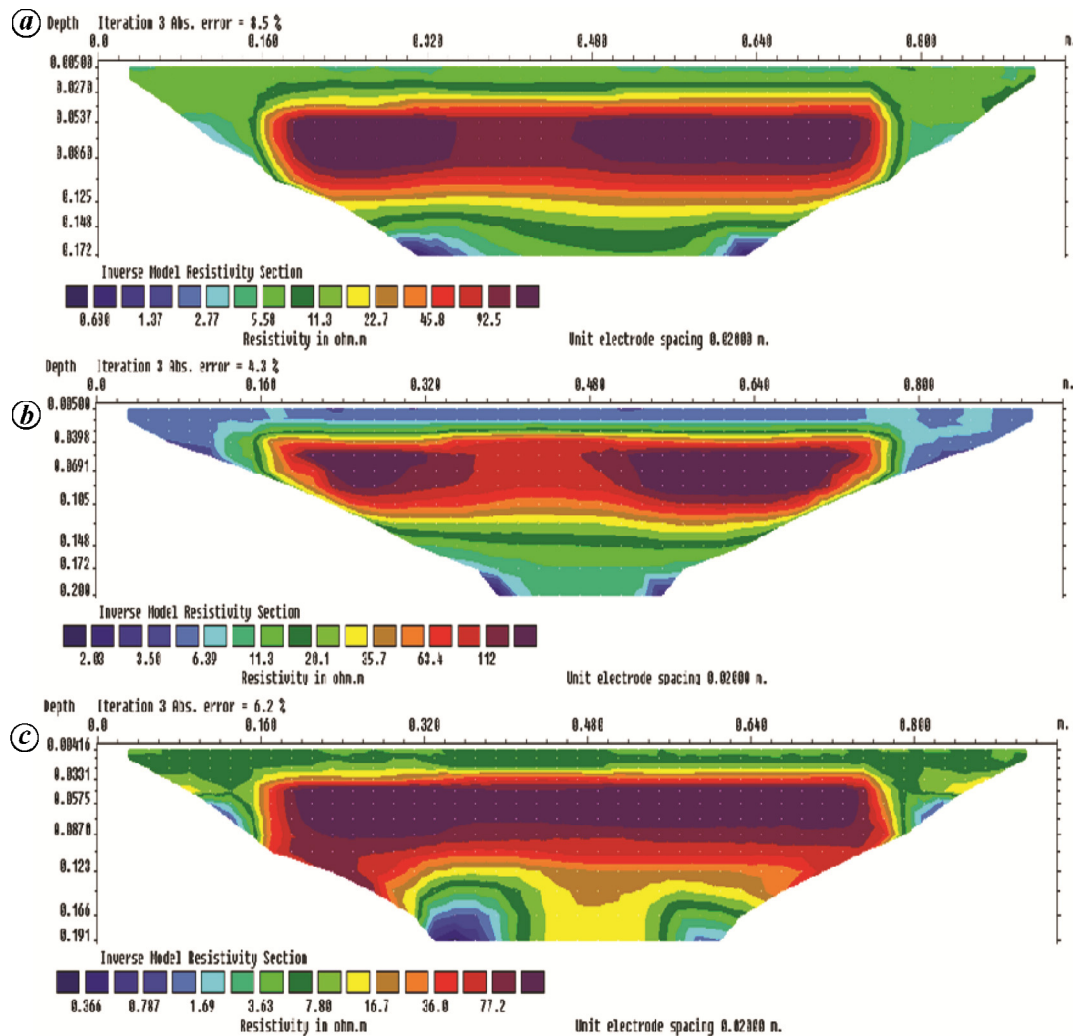 a
Depth Iteration 3 Abs. error = 8.5 %
0.0 0.160 0.320 0.480 0.640 0.800 m.
0.00500
0.0270
0.0537
0.0860
0.125
0.148
0.172
Inverse Model Resistivity Section
0.680 1.37 2.77 5.58 11.3 22.7 45.8 92.5
Resistivity in ohm.m Unit electrode spacing 0.02000 m.
b
Depth Iteration 3 Abs. error = 4.3 %
0.0 0.160 0.320 0.480 0.640 0.800 m.
0.00500
0.0398
0.0691
0.105
0.148
0.172
0.200
Inverse Model Resistivity Section
2.03 3.58 6.39 11.3 20.1 35.7 63.4 112
Resistivity in ohm.m Unit electrode spacing 0.02000 m.
c
Depth Iteration 3 Abs. error = 6.2 %
0.0 0.160 0.320 0.480 0.640 0.800 m.
0.00416
0.0331
0.0575
0.0870
0.123
0.166
0.191
Inverse Model Resistivity Section
0.366 0.787 1.69 3.63 7.80 16.7 36.0 77.2
Resistivity in ohm.m Unit electrode spacing 0.02000 m.